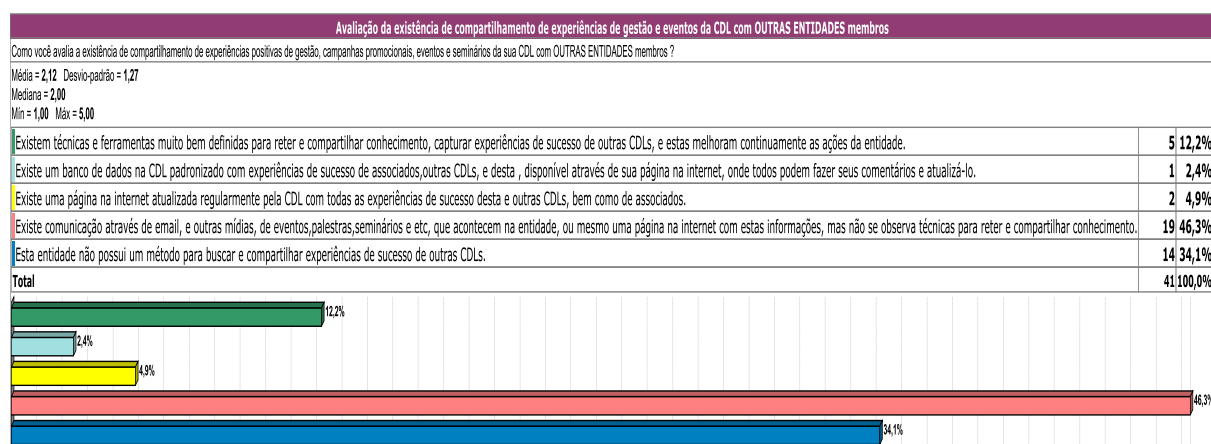 Avaliação da existência de compartilhamento de experiências de gestão e eventos da CDL com OUTRAS ENTIDADES membros
Como você avalia a existência de compartilhamento de experiências positivas de gestão, campanhas promocionais, eventos e seminários da sua CDL com OUTRAS ENTIDADES membros ?
Média = 2,12 Desvio-padrão = 1,27
Mediana = 2,00
Mín = 1,00 Máx = 5,00
Existem técnicas e ferramentas muito bem definidas para reter e compartilhar conhecimento, capturar experiências de sucesso de outras CDLs, e estas melhoram continuamente as ações da entidade. 5 12,2%
Existe um banco de dados na CDL padronizado com experiências de sucesso de associados,outras CDLs, e desta , disponível através de sua página na internet, onde todos podem fazer seus comentários e atualizá-lo. 1 2,4%
Existe uma página na internet atualizada regularmente pela CDL com todas as experiências de sucesso desta e outras CDLs, bem como de associados. 2 4,9%
Existe comunicação através de email, e outras mídias, de eventos,palestras,seminários e etc, que acontecem na entidade, ou mesmo uma página na internet com estas informações, mas não se observa técnicas para reter e compartilhar conhecimento. 19 46,3%
Esta entidade não possui um método para buscar e compartilhar experiências de sucesso de outras CDLs. 14 34,1%
Total 41 100,0%
12,2%
2,4%
4,9%
46,3%
34,1%